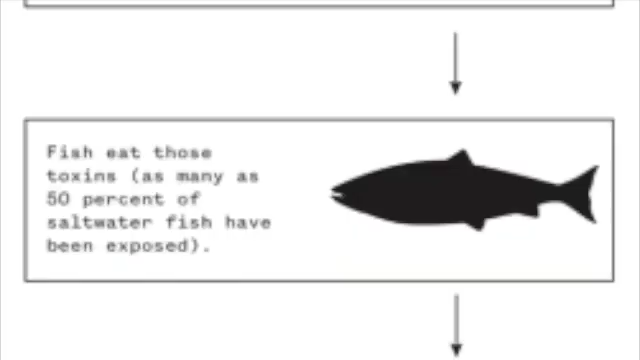 Fish eat those
toxins (as many as
50 percent of
saltwater fish have
been exposed).